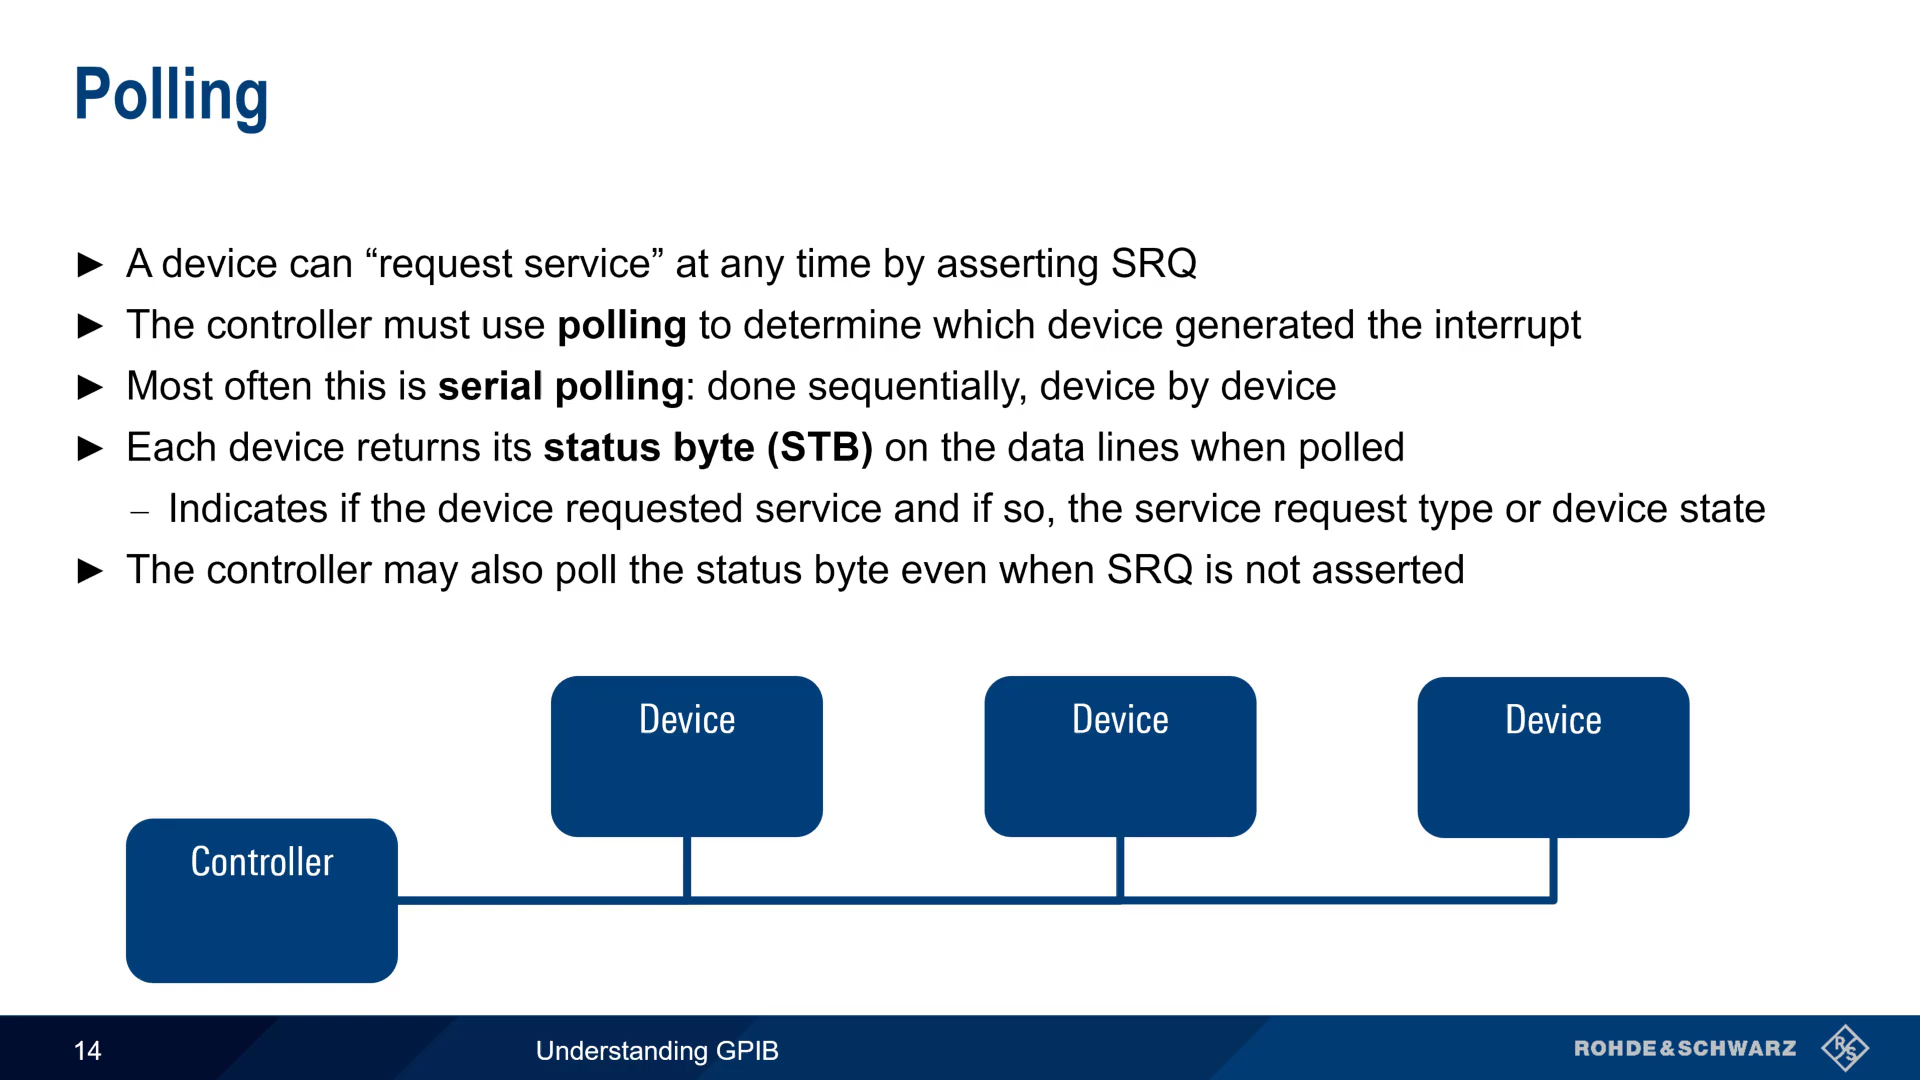 Polling
► A device can “request service” at any time by asserting SRQ
► The controller must use polling to determine which device generated the interrupt
► Most often this is serial polling: done sequentially, device by device
► Each device returns its status byte (STB) on the data lines when polled
– Indicates if the device requested service and if so, the service request type or device state
► The controller may also poll the status byte even when SRQ is not asserted
Device
Device
Device
Controller
14
Understanding GPIB
ROHDE&SCHWARZ
R&S